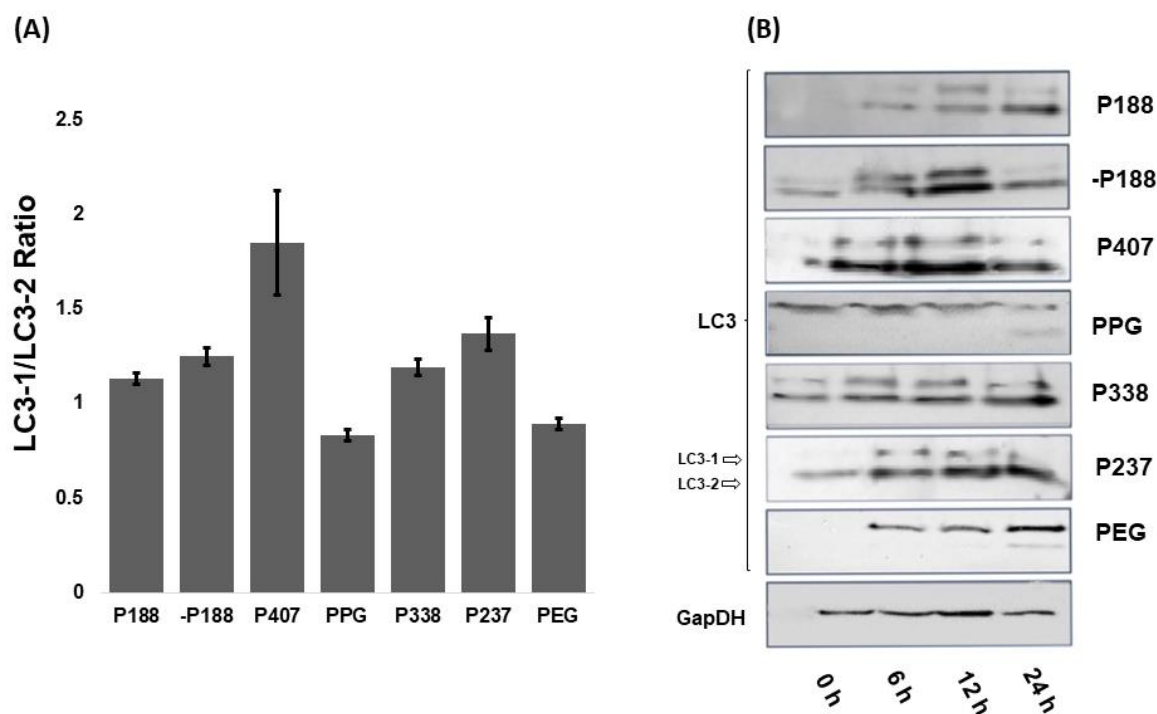 (A)
LC3-1/LC3-2 Ratio
2.5
2
1.5
1
0.5
0
P188 -P188 P407 PPG P338 P237 PEG
(B)
LC3
P188
-P188
P407
PPG
P338
LC3-1
LC3-2
P237
PEG
GapDH
0 h 6 h 12 h 24 h